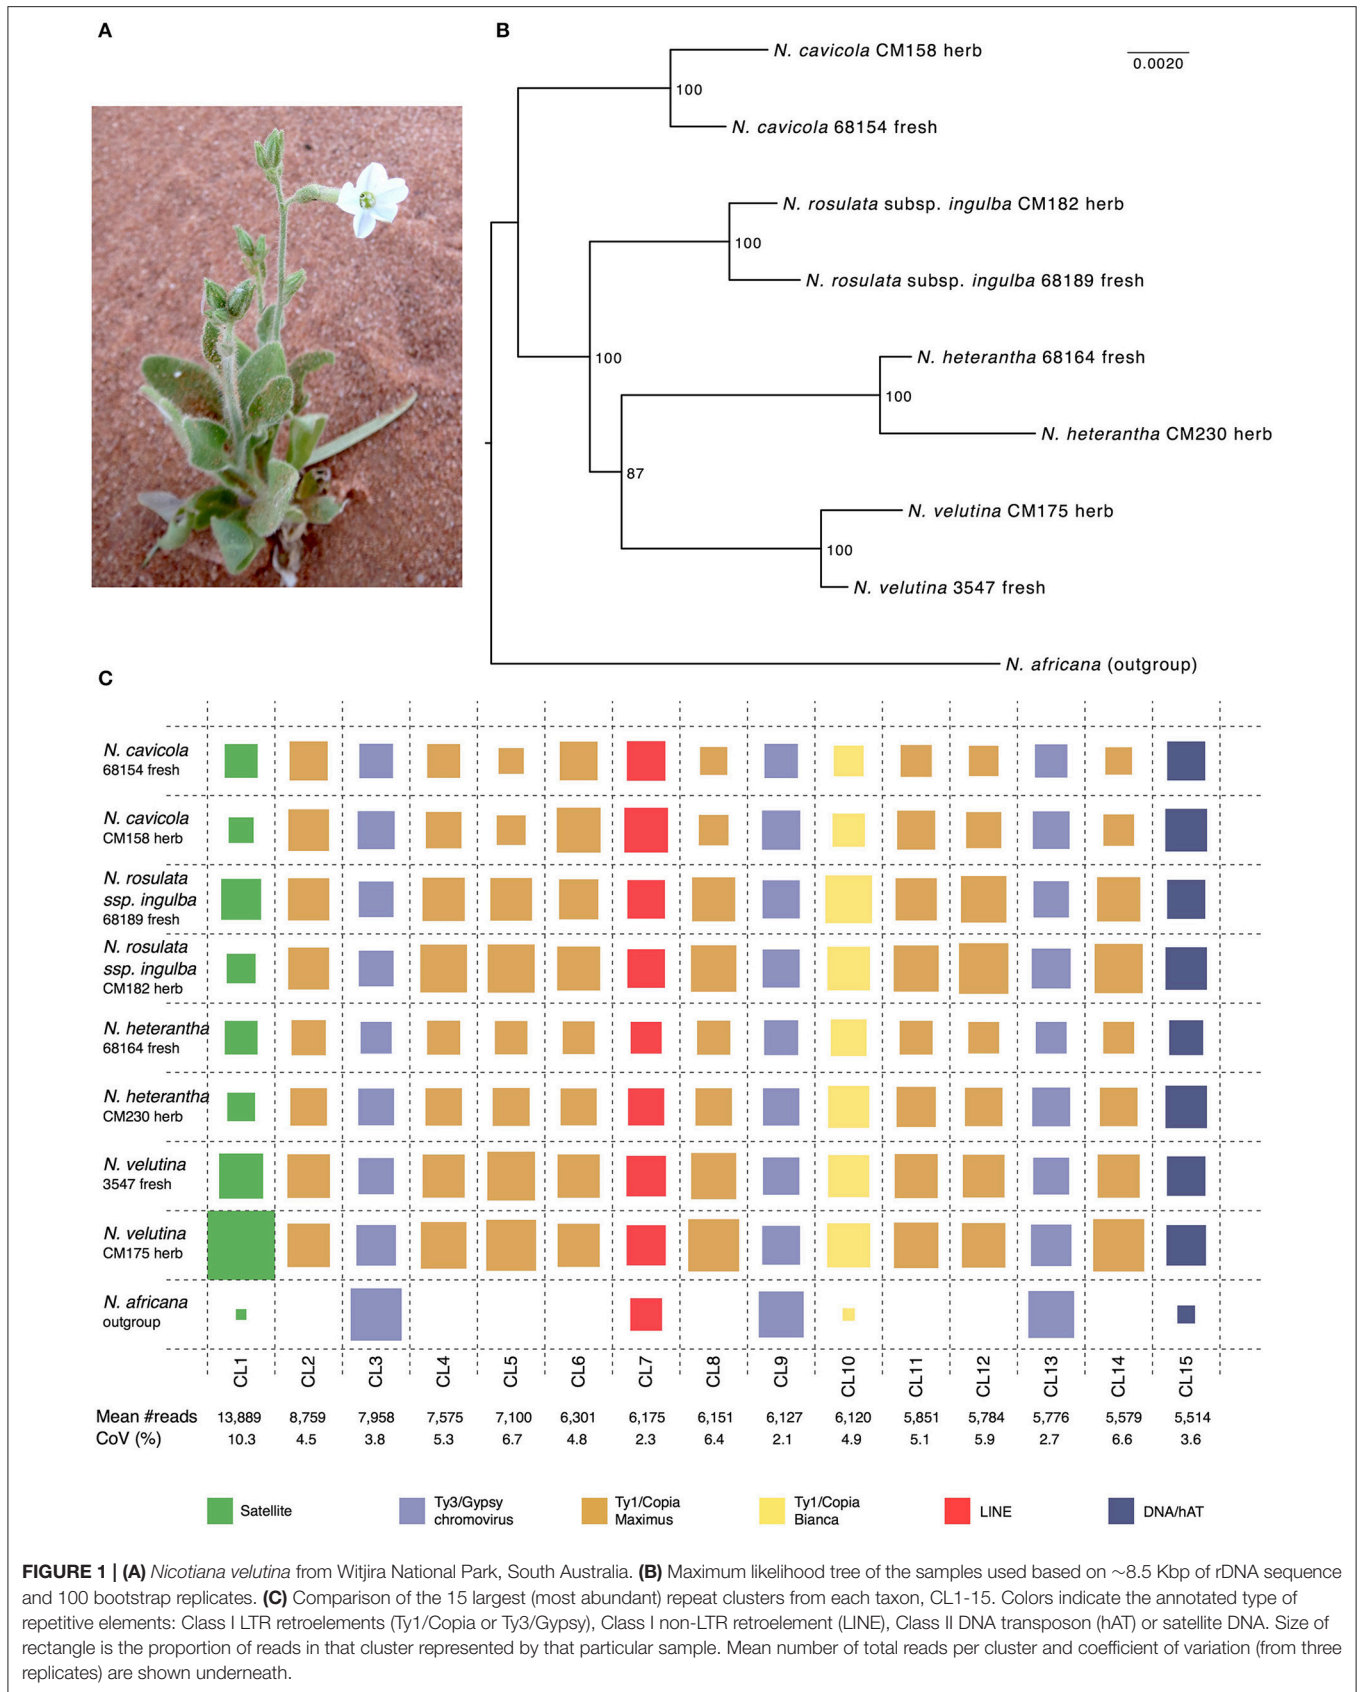 A
B
N. cavicola CM158 herb
0.0020
100
N. cavicola 68154 fresh
N. rosulata subsp. ingulba CM182 herb
100
N. rosulata subsp. ingulba 68189 fresh
100
N. heterantha 68164 fresh
100
N. heterantha CM230 herb
87
N. velutina CM175 herb
100
N. velutina 3547 fresh
N. africana (outgroup)
C
N. cavicola
68154 fresh
N. cavicola
CM158 herb
N. rosulata
ssp. ingulba
68189 fresh
N. rosulata
ssp. ingulba
CM182 herb
N. heterantha
68164 fresh
N. heterantha
CM230 herb
N. velutina
3547 fresh
N. velutina
CM175 herb
N. africana
outgroup
CL1 CL2 CL3 CL4 CL5 CL6 CL7 CL8 CL9 CL10 CL11 CL12 CL13 CL14 CL15
Mean #reads 13,889 8,759 7,958 7,575 7,100 6,301 6,175 6,151 6,127 6,120 5,851 5,784 5,776 5,579 5,514
CoV (%) 10.3 4.5 3.8 5.3 6.7 4.8 2.3 6.4 2.1 4.9 5.1 5.9 2.7 6.6 3.6
Satellite
Ty3/Gypsy
chromovirus
Ty1/Copia
Maximus
Ty1/Copia
Bianca
LINE
DNA/hAT
FIGURE 1 | (A) Nicotiana velutina from Witjira National Park, South Australia. (B) Maximum likelihood tree of the samples used based on ~8.5 Kbp of rDNA sequence
and 100 bootstrap replicates. (C) Comparison of the 15 largest (most abundant) repeat clusters from each taxon, CL1-15. Colors indicate the annotated type of
repetitive elements: Class I LTR retroelements (Ty1/Copia or Ty3/Gypsy), Class I non-LTR retroelement (LINE), Class II DNA transposon (hAT) or satellite DNA. Size of
rectangle is the proportion of reads in that cluster represented by that particular sample. Mean number of total reads per cluster and coefficient of variation (from three
replicates) are shown underneath.